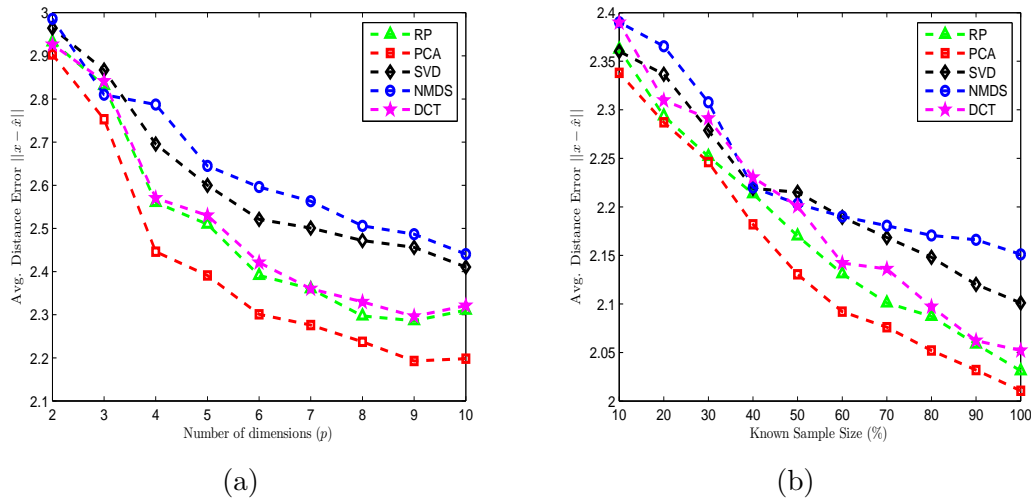 3
2.9
2.8
2.7
2.6
2.5
2.4
2.3
2.2
2.1
2 3 4 5 6 7 8 9 10
Number of dimensions (p)
Avg. Distance Error ||x − x̂||
RP
PCA
SVD
NMDS
DCT
(a)
2.4
2.35
2.3
2.25
2.2
2.15
2.1
2.05
2
10 20 30 40 50 60 70 80 90 100
Known Sample Size (%)
Avg. Distance Error ||x − x̂||
RP
PCA
SVD
NMDS
DCT
(b)